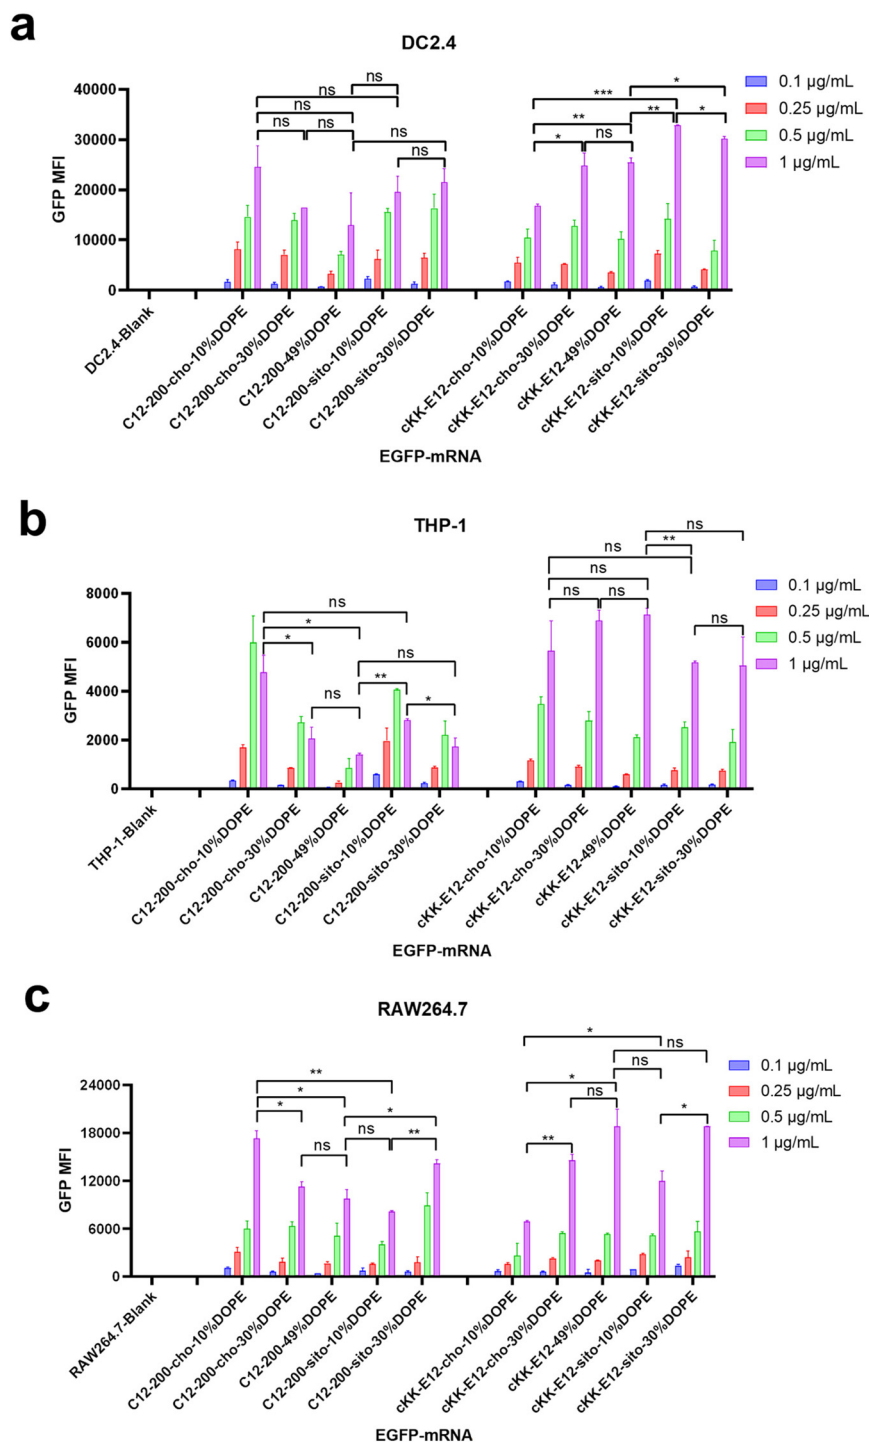 a
DC2.4
GFP MFI
40000
30000
20000
10000
0
ns
ns
ns
ns
ns
ns
ns
***
*
**
**
*
*
ns
0.1 µg/mL
0.25 µg/mL
0.5 µg/mL
1 µg/mL
DC2.4-Blank
C12-200-cho-10%DOPE
C12-200-cho-30%DOPE
C12-200-49%DOPE
C12-200-sito-10%DOPE
C12-200-sito-30%DOPE
cKK-E12-cho-10%DOPE
cKK-E12-cho-30%DOPE
cKK-E12-49%DOPE
cKK-E12-sito-10%DOPE
cKK-E12-sito-30%DOPE
EGFP-mRNA
b
THP-1
GFP MFI
8000
6000
4000
2000
0
ns
*
*
ns
**
ns
*
ns
**
ns
ns
ns
ns
ns
0.1 µg/mL
0.25 µg/mL
0.5 µg/mL
1 µg/mL
THP-1-Blank
C12-200-cho-10%DOPE
C12-200-cho-30%DOPE
C12-200-49%DOPE
C12-200-sito-10%DOPE
C12-200-sito-30%DOPE
cKK-E12-cho-10%DOPE
cKK-E12-cho-30%DOPE
cKK-E12-49%DOPE
cKK-E12-sito-10%DOPE
cKK-E12-sito-30%DOPE
EGFP-mRNA
c
RAW264.7
GFP MFI
24000
18000
12000
6000
0
**
*
*
*
ns
ns
**
*
ns
ns
*
ns
*
**
0.1 µg/mL
0.25 µg/mL
0.5 µg/mL
1 µg/mL
RAW264.7-Blank
C12-200-cho-10%DOPE
C12-200-cho-30%DOPE
C12-200-49%DOPE
C12-200-sito-10%DOPE
C12-200-sito-30%DOPE
cKK-E12-cho-10%DOPE
cKK-E12-cho-30%DOPE
cKK-E12-49%DOPE
cKK-E12-sito-10%DOPE
cKK-E12-sito-30%DOPE
EGFP-mRNA